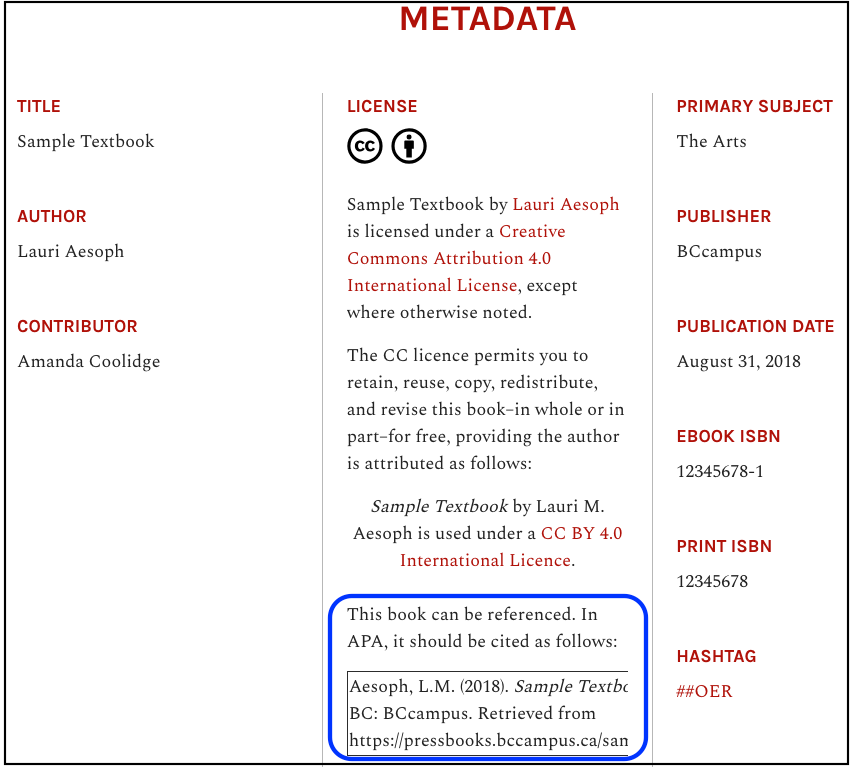 METADATA
TITLE
Sample Textbook
AUTHOR
Lauri Aesoph
CONTRIBUTOR
Amanda Coolidge
LICENSE
cc
Sample Textbook by Lauri Aesoph
is licensed under a Creative
Commons Attribution 4.0
International License, except
where otherwise noted.
The CC licence permits you to
retain, reuse, copy, redistribute,
and revise this book–in whole or in
part–for free, providing the author
is attributed as follows:
Sample Textbook by Lauri M.
Aesoph is used under a CC BY 4.0
International Licence.
This book can be referenced. In
APA, it should be cited as follows:
Aesoph, L.M. (2018). Sample Textbo
BC: BCcampus. Retrieved from
https://pressbooks.bccampus.ca/sam
PRIMARY SUBJECT
The Arts
PUBLISHER
BCcampus
PUBLICATION DATE
August 31, 2018
EBOOK ISBN
12345678-1
PRINT ISBN
12345678
HASHTAG
##OER